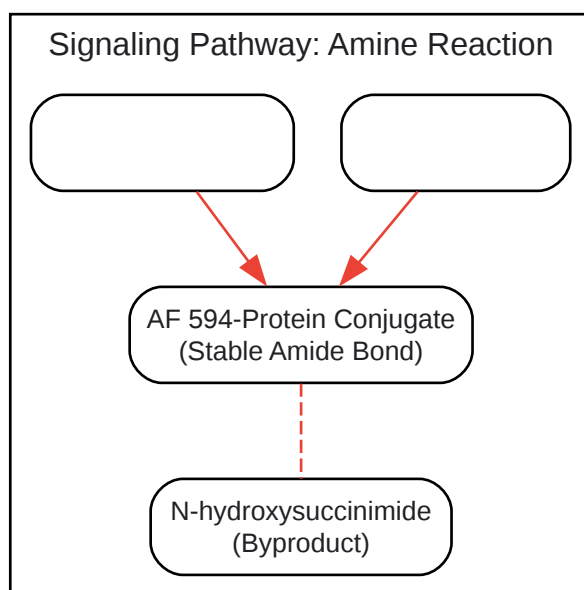 Signaling Pathway: Amine Reaction
AF 594-Protein Conjugate
(Stable Amide Bond)
N-hydroxysuccinimide
(Byproduct)